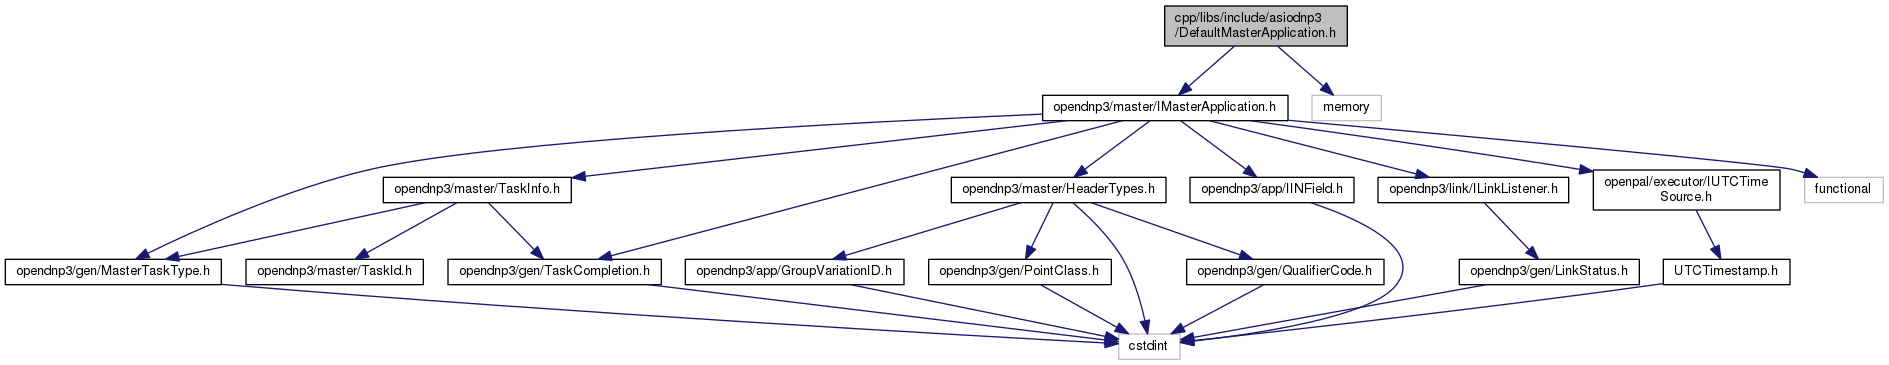 cpp/libs/include/asiodnp3
/DefaultMasterApplication.h
opendnp3/master/IMasterApplication.h
memory
opendnp3/master/TaskInfo.h
opendnp3/master/HeaderTypes.h
opendnp3/app/IINField.h
opendnp3/link/ILinkListener.h
openpal/executor/IUTCTime
Source.h
functional
opendnp3/gen/MasterTaskType.h
opendnp3/master/TaskId.h
opendnp3/gen/TaskCompletion.h
opendnp3/app/GroupVariationID.h
opendnp3/gen/PointClass.h
opendnp3/gen/QualifierCode.h
opendnp3/gen/LinkStatus.h
UTCTimestamp.h
cstdint